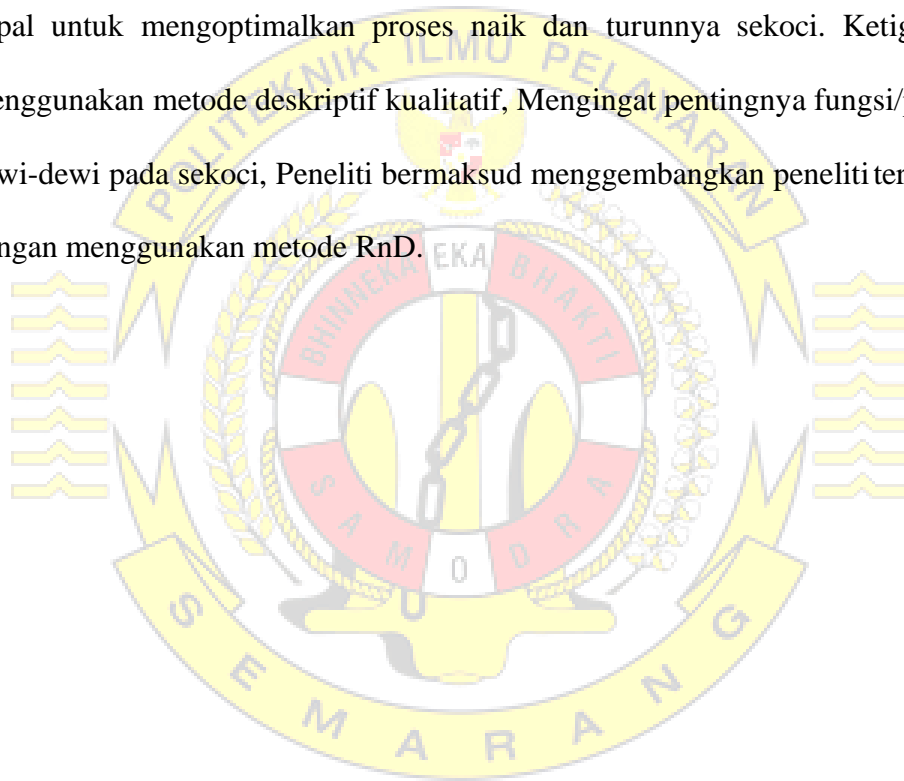 pal untuk mengoptimalkan proses naik dan turunnya sekoci. Ketig
enggunakan metode deskriptif kualitatif, Mengingat pentingnya fungsi/p
wi-dewi pada sekoci, Peneliti bermaksud menggembangkan peneliti ter
ngan menggunakan metode RnD.
POLITEKNIK ILMU PELAYARAN
BHINNEKA EKA BHAKTI
SAMODRA
SEMARANG